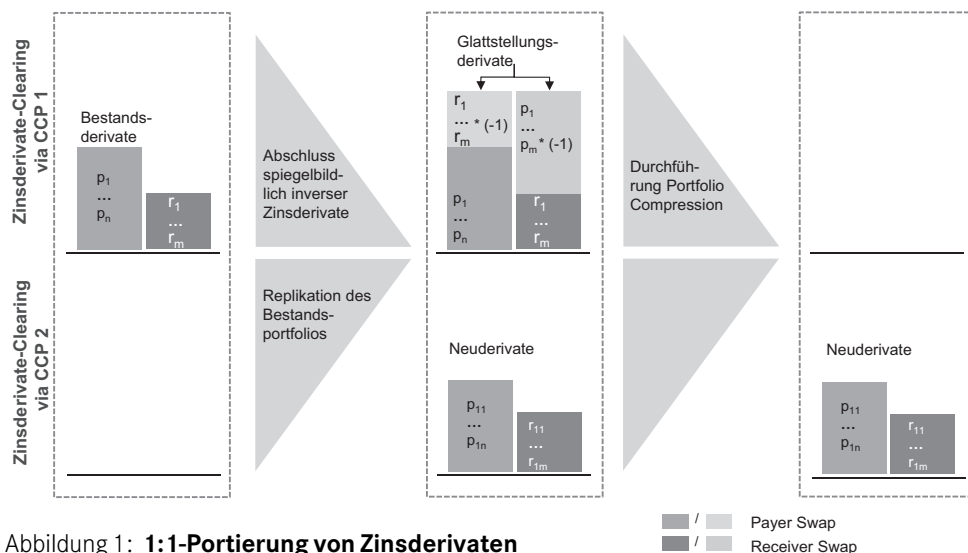 Zinsderivate-Clearing
via CCP 1
Bestands-
derivate
p1
...
pn
r1
...
rm
Abschluss
spiegelbild-
lich inverser
Zinsderivate
Glattstellungs-
derivate
r1
... * (-1)
rm
p1
...
pm * (-1)
p1
...
pn
r1
...
rm
Durchfüh-
rung Portfolio
Compression
Zinsderivate-Clearing
via CCP 2
Replikation des
Bestands-
portfolios
Neuderivate
p11
...
p1n
r11
...
r1m
Neuderivate
p11
...
p1n
r11
...
r1m
/ Payer Swap
/ Receiver Swap
Abbildung 1: 1:1-Portierung von Zinsderivaten